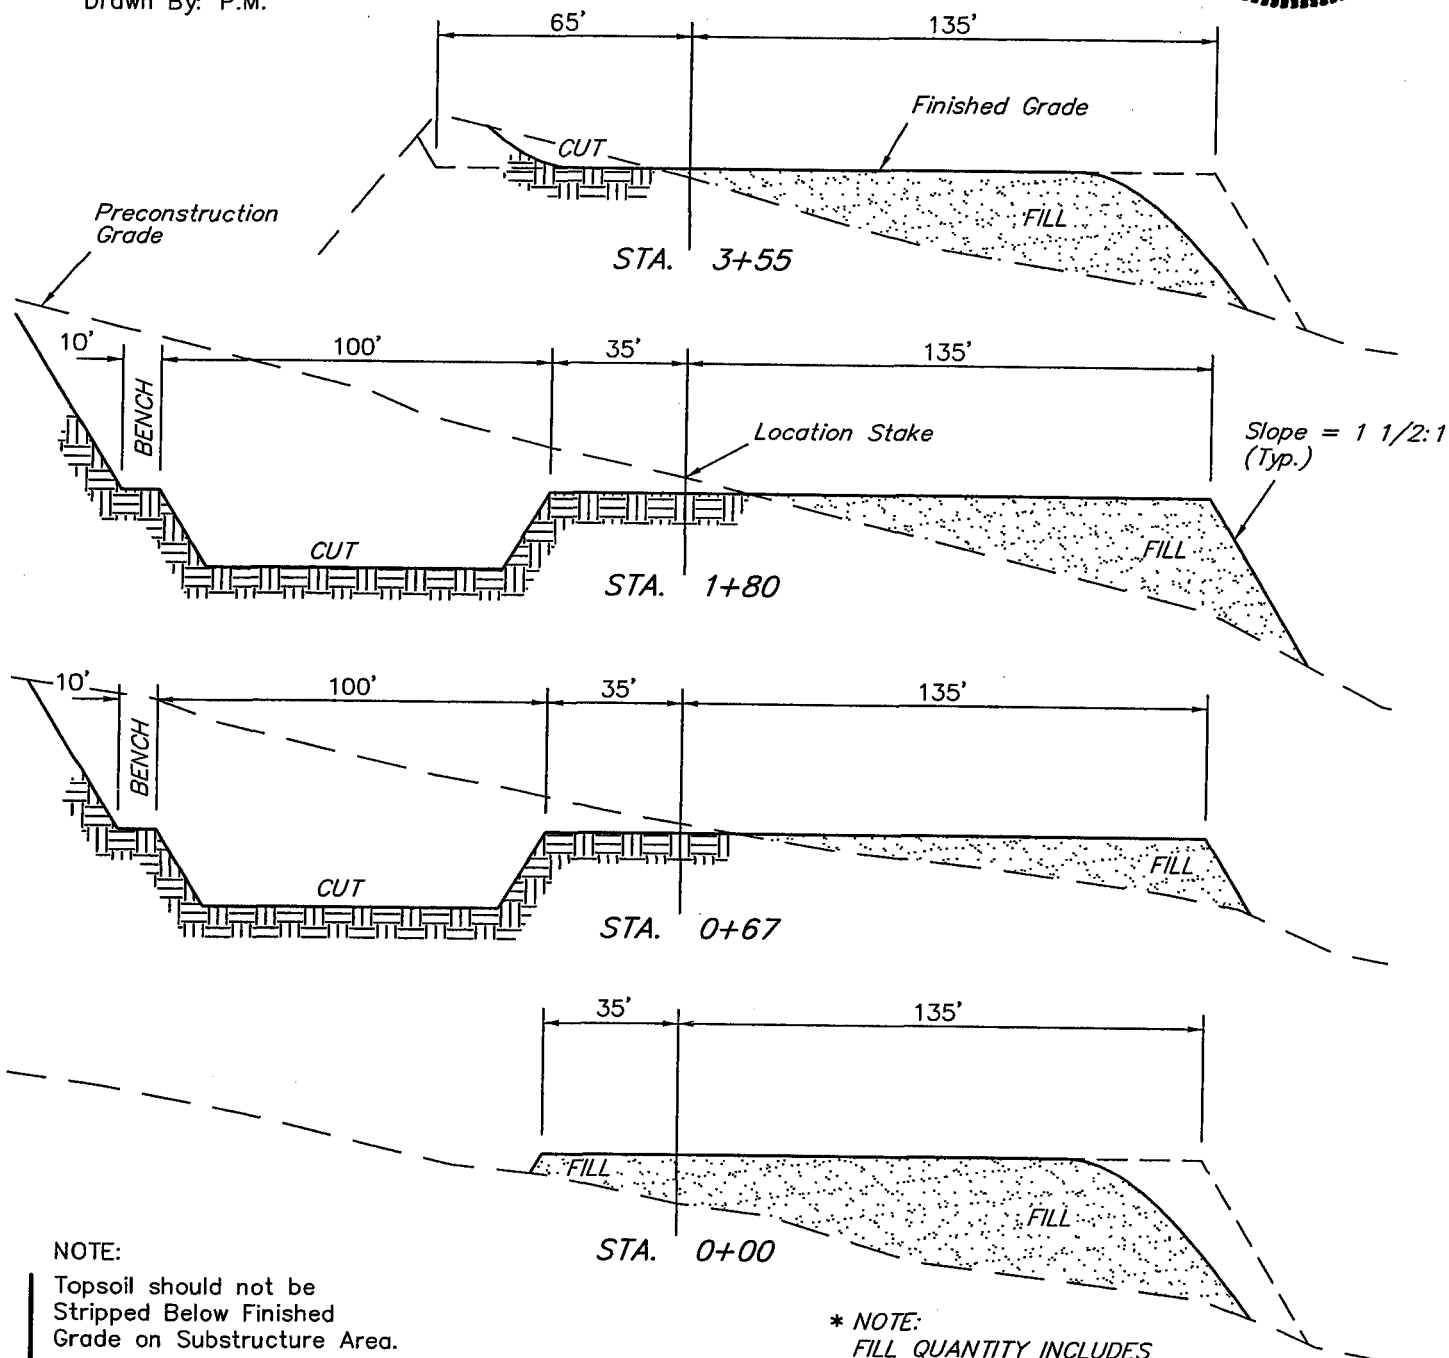 Drawn By: P.M.
65' 135'
Finished Grade
CUT
Preconstruction
Grade
FILL
STA. 3+55
10' 100' 35' 135'
BENCH
Location Stake
Slope = 1 1/2:1
(Typ.)
CUT
FILL
STA. 1+80
10' 100' 35' 135'
BENCH
CUT
FILL
STA. 0+67
35' 135'
FILL
FILL
STA. 0+00
NOTE:
Topsoil should not be
Stripped Below Finished
Grade on Substructure Area.
* NOTE:
FILL QUANTITY INCLUDES